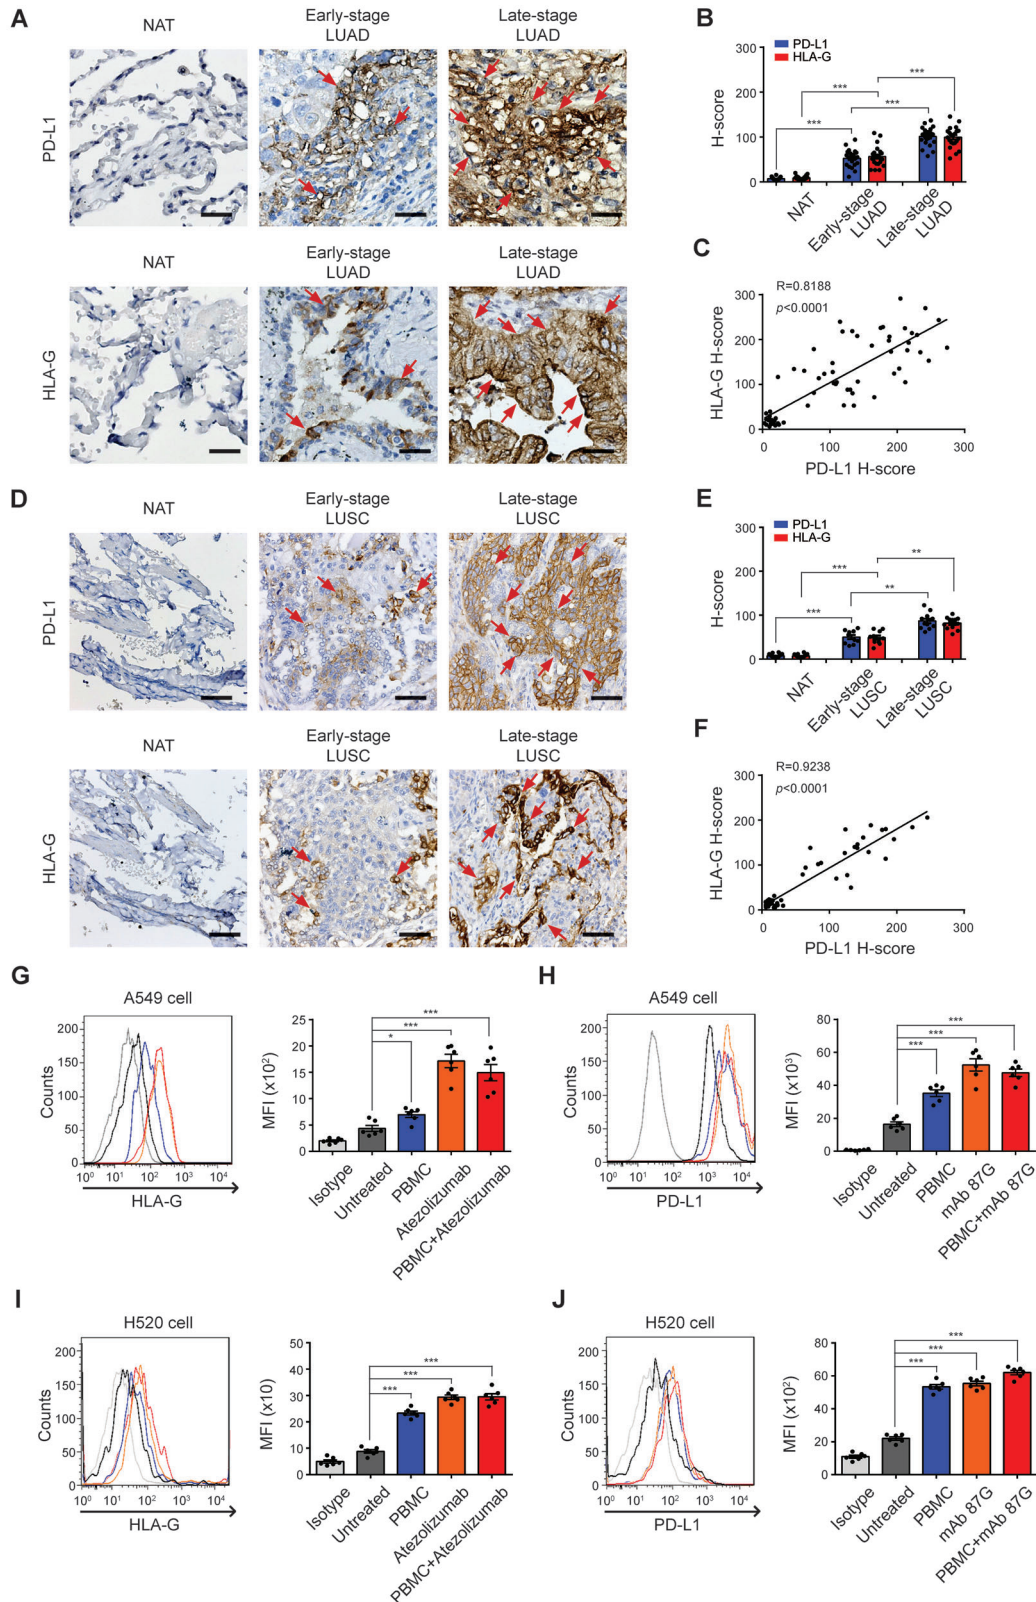 A
NAT
Early-stage
LUAD
Late-stage
LUAD
PD-L1
NAT
Early-stage
LUAD
Late-stage
LUAD
HLA-G
B
PD-L1
HLA-G
H-score
300
200
100
0
***
***
***
***
NAT
Early-stage
LUAD
Late-stage
LUAD
C
R=0.8188
p<0.0001
HLA-G H-score
300
200
100
0
0 100 200 300
PD-L1 H-score
D
NAT
Early-stage
LUSC
Late-stage
LUSC
PD-L1
NAT
Early-stage
LUSC
Late-stage
LUSC
HLA-G
E
PD-L1
HLA-G
H-score
300
200
100
0
**
***
**
***
NAT
Early-stage
LUSC
Late-stage
LUSC
F
R=0.9238
p<0.0001
HLA-G H-score
300
200
100
0
0 100 200 300
PD-L1 H-score
G
A549 cell
Counts
200
150
100
50
0
10⁰ 10¹ 10² 10³ 10⁴
HLA-G
MFI (x10²)
25
20
15
10
5
0
***
***
*
Isotype
Untreated
PBMC
Atezolizumab
PBMC+Atezolizumab
H
A549 cell
Counts
200
150
100
50
0
10⁰ 10¹ 10² 10³ 10⁴
PD-L1
MFI (x10³)
80
60
40
20
0
***
***
***
Isotype
Untreated
PBMC
mAb 87G
PBMC+mAb 87G
I
H520 cell
Counts
200
150
100
50
0
10⁰ 10¹ 10² 10³ 10⁴
HLA-G
MFI (x10)
50
40
30
20
10
0
***
***
***
Isotype
Untreated
PBMC
Atezolizumab
PBMC+Atezolizumab
J
H520 cell
Counts
200
150
100
50
0
10⁰ 10¹ 10² 10³ 10⁴
PD-L1
MFI (x10²)
80
60
40
20
0
***
***
***
Isotype
Untreated
PBMC
mAb 87G
PBMC+mAb 87G